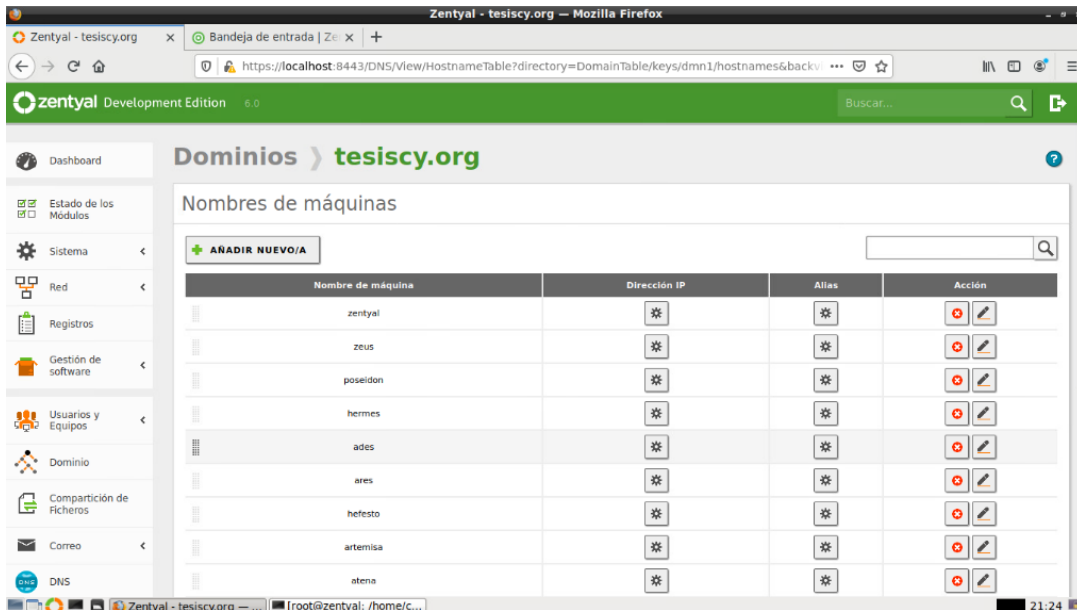 Zentyal - tesiscy.org — Mozilla Firefox
Zentyal - tesiscy.org
Bandeja de entrada | Ze
https://localhost:8443/DNS/View/HostnameTable?directory=DomainTable/keys/dmn1/hostnames&backvi
zentyal Development Edition 6.0
Buscar...
Dashboard
Estado de los
Módulos
Sistema
Red
Registros
Gestión de
software
Usuarios y
Equipos
Dominio
Compartición de
Ficheros
Correo
DNS
Dominios tesiscy.org
Nombres de máquinas
AÑADIR NUEVO/A
Nombre de máquina Dirección IP Alias Acción
zentyal
zeus
poseidon
hermes
ades
ares
hefesto
artemisa
atena
Zentyal - tesiscy.org — ...
[root@zentyal: /home/c...
21:24